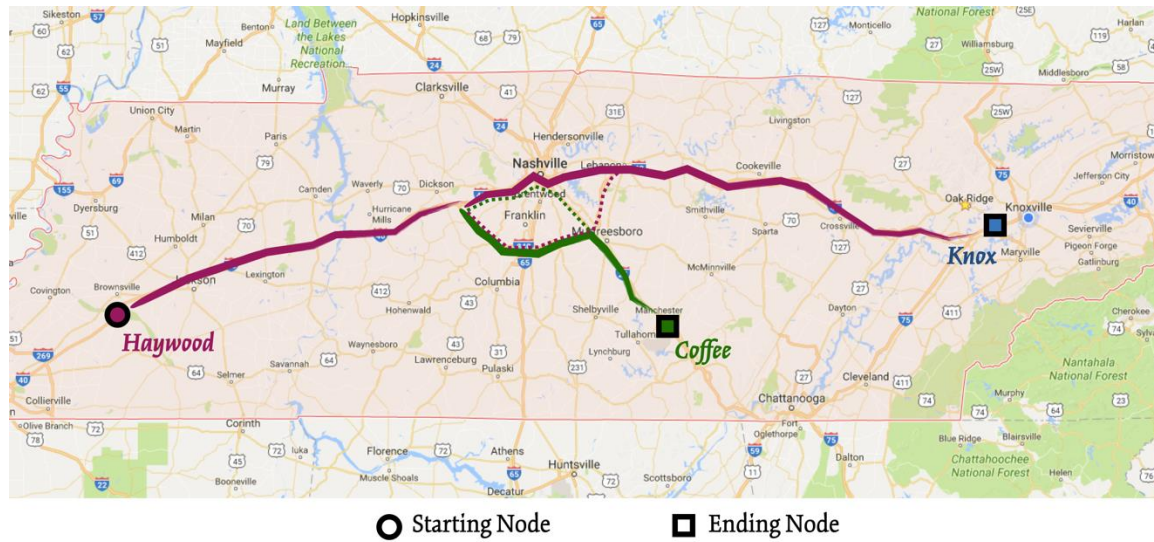 Sikeston
Hopkinsville
National Forest
Monticello
Harlan
Williamsburg
Benton
Mayfield
Land Between
the Lakes
National
Recreation...
Murray
Middlesboro
Clarksville
Union City
Martin
Paris
Livingston
Hendersonville
Nashville
Lebanon
Cookeville
Morristown
Jefferson City
Dyersburg
Milan
Camden
Waverly
Dickson
Hurricane
Mills
Brentwood
Franklin
Smithville
Sparta
Crossville
Oak Ridge
Knoxville
Sevierville
Pigeon Forge
Gatlinburg
Maryville
Knox
Humboldt
Murfreesboro
McMinnville
Covington
Brownsville
Jackson
Lexington
Columbia
Hohenwald
Shelbyville
Manchester
Dayton
Cherokee
Haywood
Coffee
Tullahoma
Lynchburg
Waynesboro
Lawrenceburg
Pulaski
Savannah
Selmer
Cleveland
Nantahala
National Forest
Collierville
Olive Branch
Corinth
Chattanooga
Murphy
Fort
Oglethorpe
Dalton
Blue Ridge
Blairsville
Iuka
Florence
Muscle Shoals
Athens
Huntsville
Decatur
Scottsboro
Booneville
Chattahoochee
National Forest
Helen
Starting Node
Ending Node